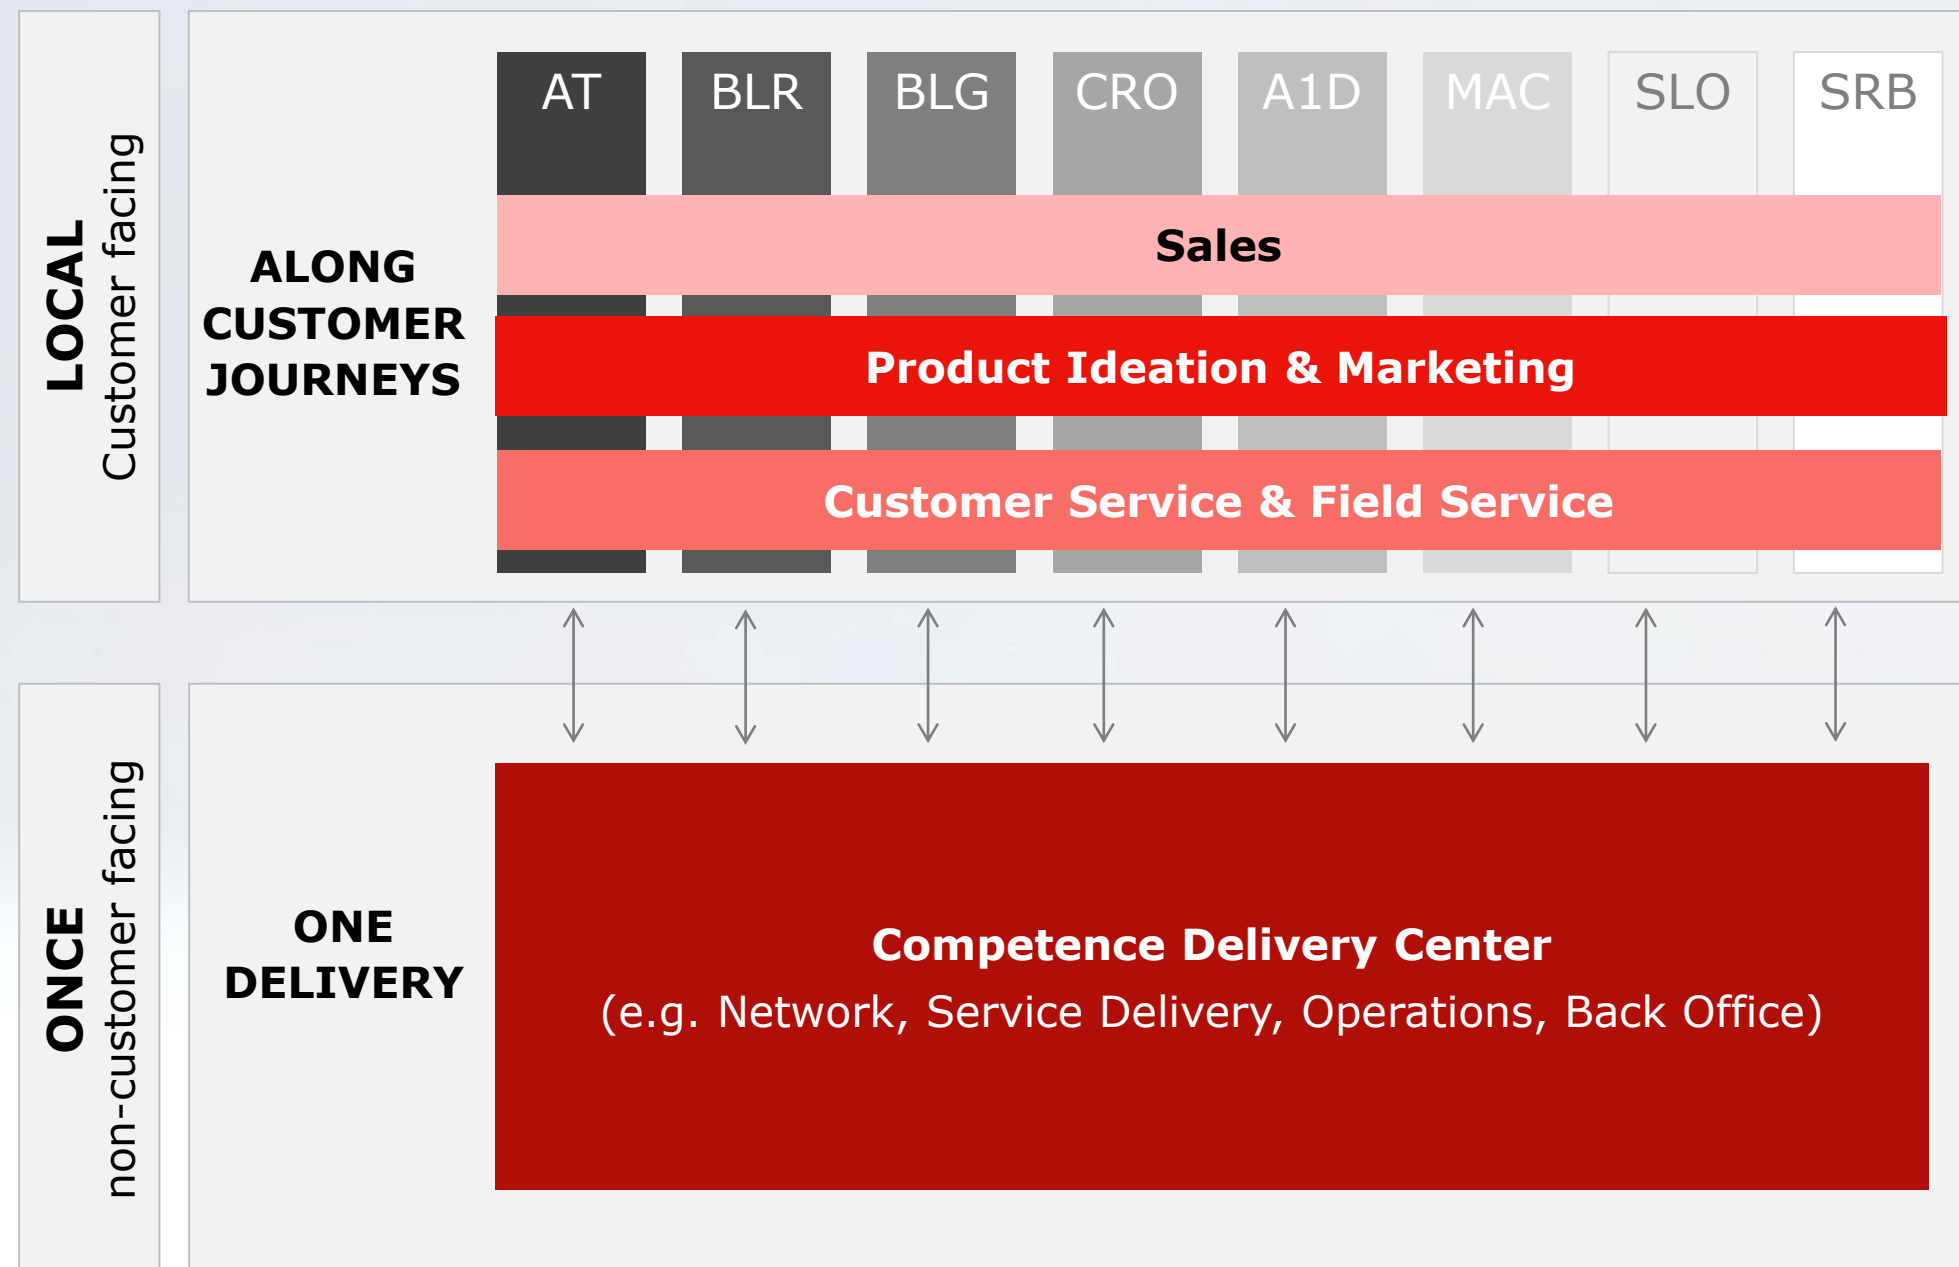 LOCAL
Customer facing
ALONG
CUSTOMER
JOURNEYS
AT BLR BLG CRO A1D MAC SLO SRB
Sales
Product Ideation & Marketing
Customer Service & Field Service
ONCE
non-customer facing
ONE
DELIVERY
Competence Delivery Center
(e.g. Network, Service Delivery, Operations, Back Office)